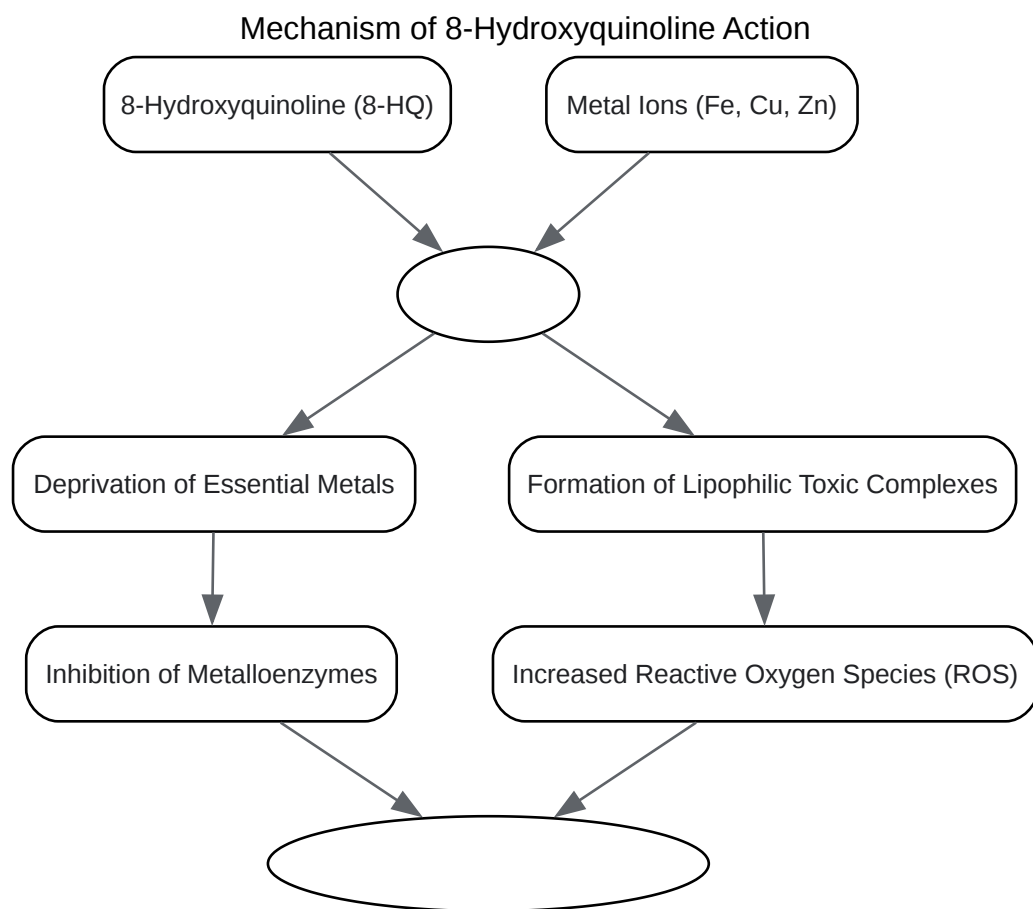 Mechanism of 8-Hydroxyquinoline Action
8-Hydroxyquinoline (8-HQ)
Metal Ions (Fe, Cu, Zn)
Deprivation of Essential Metals
Formation of Lipophilic Toxic Complexes
Inhibition of Metalloenzymes
Increased Reactive Oxygen Species (ROS)